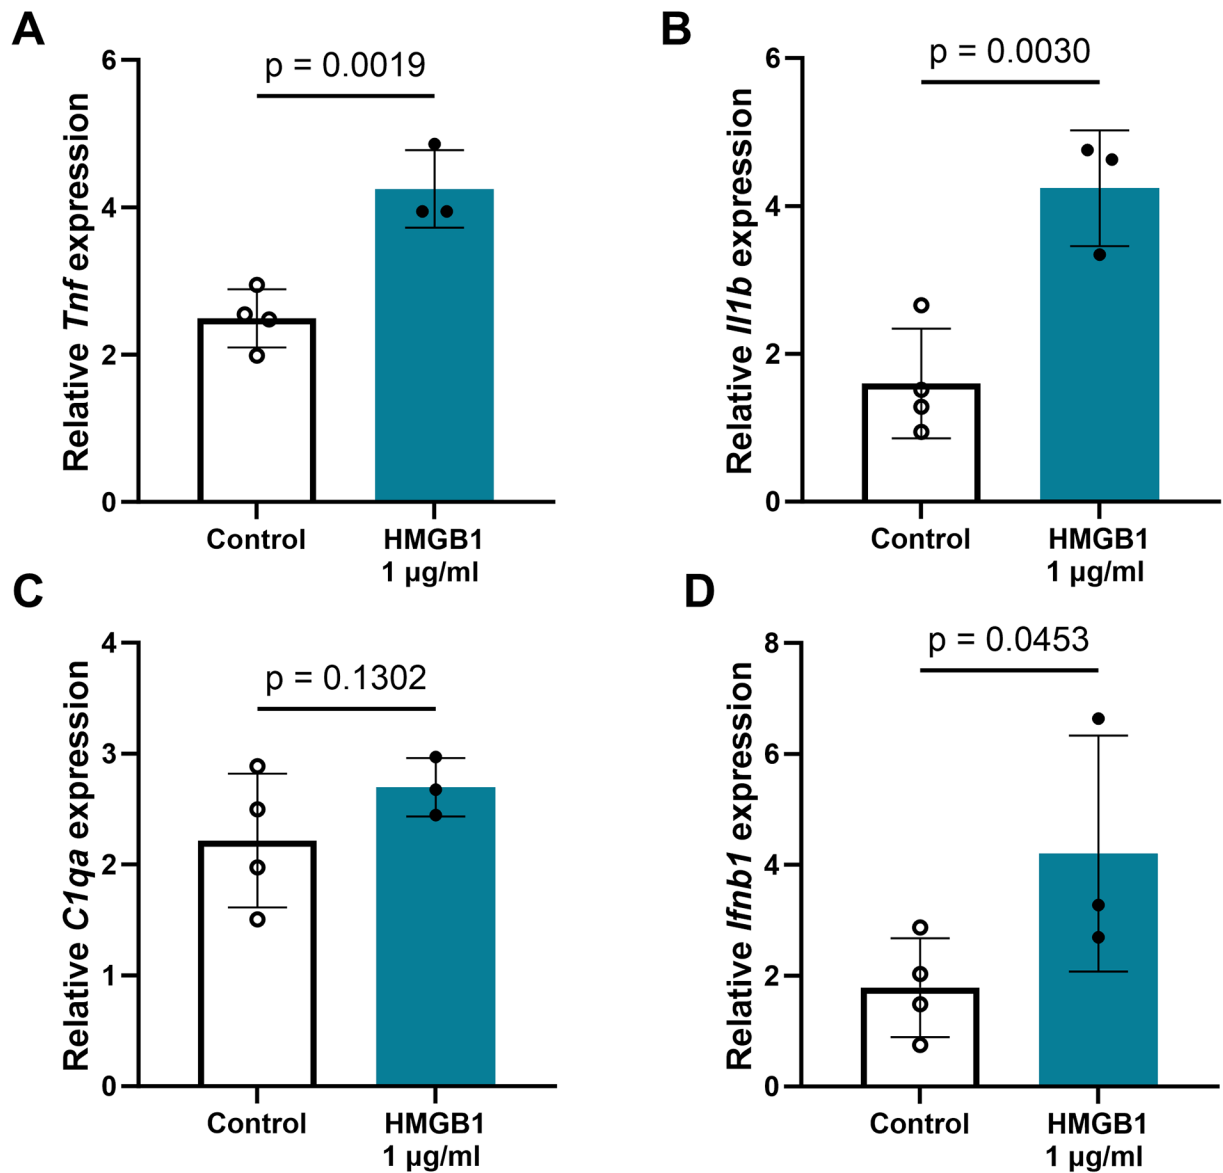 A
Relative Tnf expression
6
4
2
0
p = 0.0019
Control
HMGB1
1 µg/ml
B
Relative Il1b expression
6
4
2
0
p = 0.0030
Control
HMGB1
1 µg/ml
C
Relative C1qa expression
4
3
2
1
0
p = 0.1302
Control
HMGB1
1 µg/ml
D
Relative Ifnb1 expression
8
6
4
2
0
p = 0.0453
Control
HMGB1
1 µg/ml